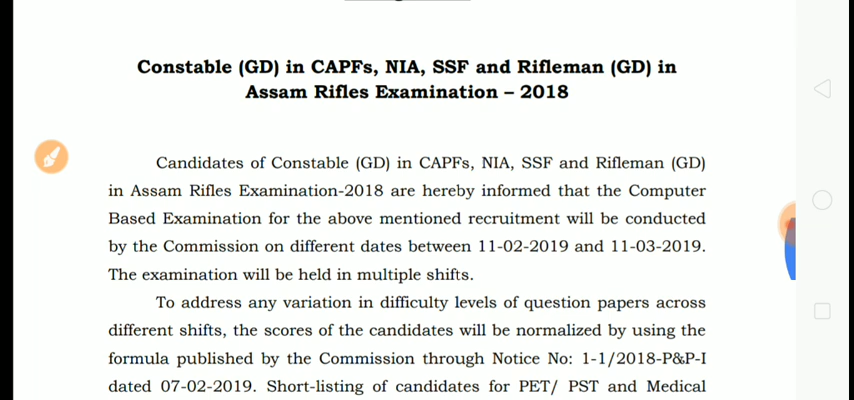 Constable (GD) in CAPFs, NIA, SSF and Rifleman (GD) in
Assam Rifles Examination – 2018
Candidates of Constable (GD) in CAPFs, NIA, SSF and Rifleman (GD)
in Assam Rifles Examination-2018 are hereby informed that the Computer
Based Examination for the above mentioned recruitment will be conducted
by the Commission on different dates between 11-02-2019 and 11-03-2019.
The examination will be held in multiple shifts.
To address any variation in difficulty levels of question papers across
different shifts, the scores of the candidates will be normalized by using the
formula published by the Commission through Notice No: 1-1/2018-P&P-I
dated 07-02-2019. Short-listing of candidates for PET/ PST and Medical